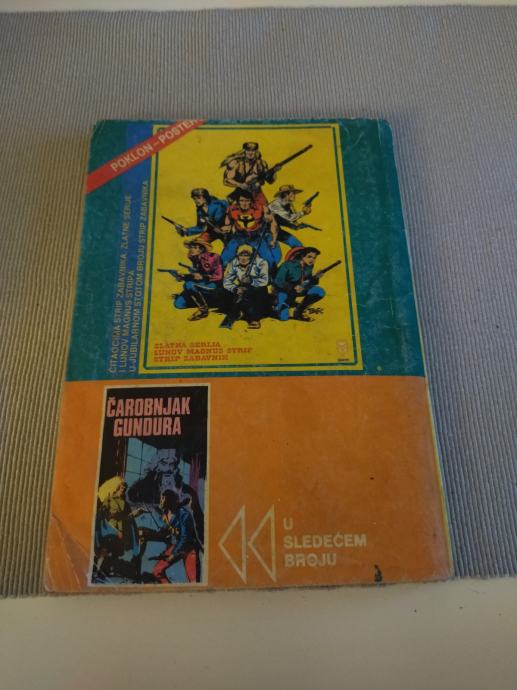 POKLON - POSTER
ČITAOCIMA STRIP ZABAVNIKA, ZLATNE SERIJE
I LUNOV MAGNUS STRIPA
U JUBILARNOM STOTOM BROJU STRIP ZABAVNIKA
ZLATNA SERIJA
LUNOV MAGNUS STRIP
STRIP ZABAVNIK
ČAROBNJAK
GUNDURA
U
SLEDEĆEM
BROJU